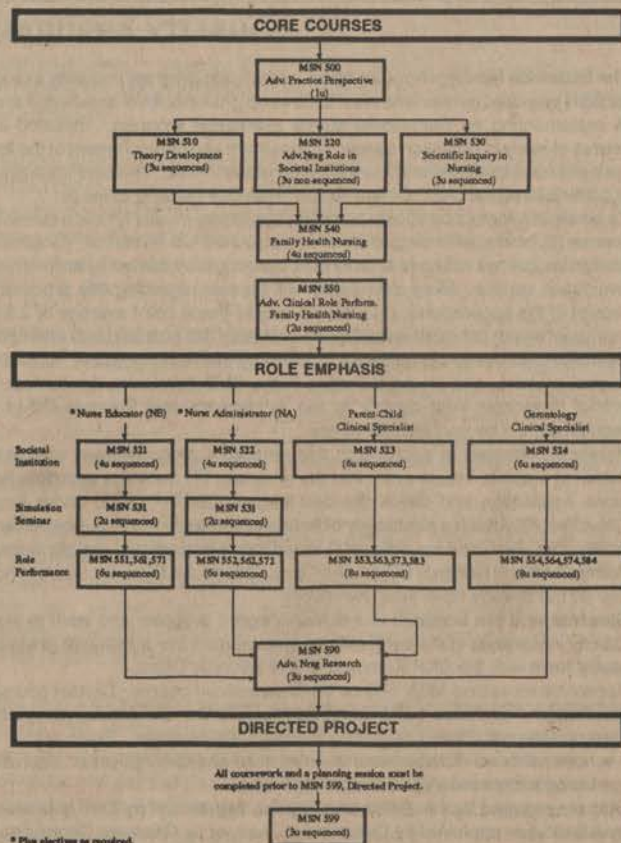 CORE COURSES
MSN 500
Adv. Practice Perspective
(1u)
MSN 510
Theory Development
(3u sequenced)
MSN 520
Adv.Nrsg Role in
Societal Insitutions
(3u non-sequenced)
MSN 530
Scientific Inquiry in
Nursing
(3u sequenced)
MSN 540
Family Health Nursing
(4u sequenced)
MSN 550
Adv. Clinical Role Perform.
Family Health Nursing
(2u sequenced)
ROLE EMPHASIS
* Nurse Educator (NE)
* Nurse Administrator (NA)
Parent-Child
Clinical Specialist
Gerontology
Clinical Specialist
Societal
Institution
MSN 521
(4u sequenced)
MSN 522
(4u sequenced)
MSN 523
(6u sequenced)
MSN 524
(6u sequenced)
Simulation
Seminar
MSN 531
(2u sequenced)
MSN 531
(2u sequenced)
Role
Performance
MSN 551,561,571
(6u sequenced)
MSN 552,562,572
(6u sequenced)
MSN 553,563,573,583
(8u sequenced)
MSN 554,564,574,584
(8u sequenced)
MSN 590
Adv. Nrsg Research
(3u sequenced)
DIRECTED PROJECT
All coursework and a planning session must be
completed prior to MSN 599, Directed Project.
MSN 599
(3u sequenced)
* Plus electives as required.